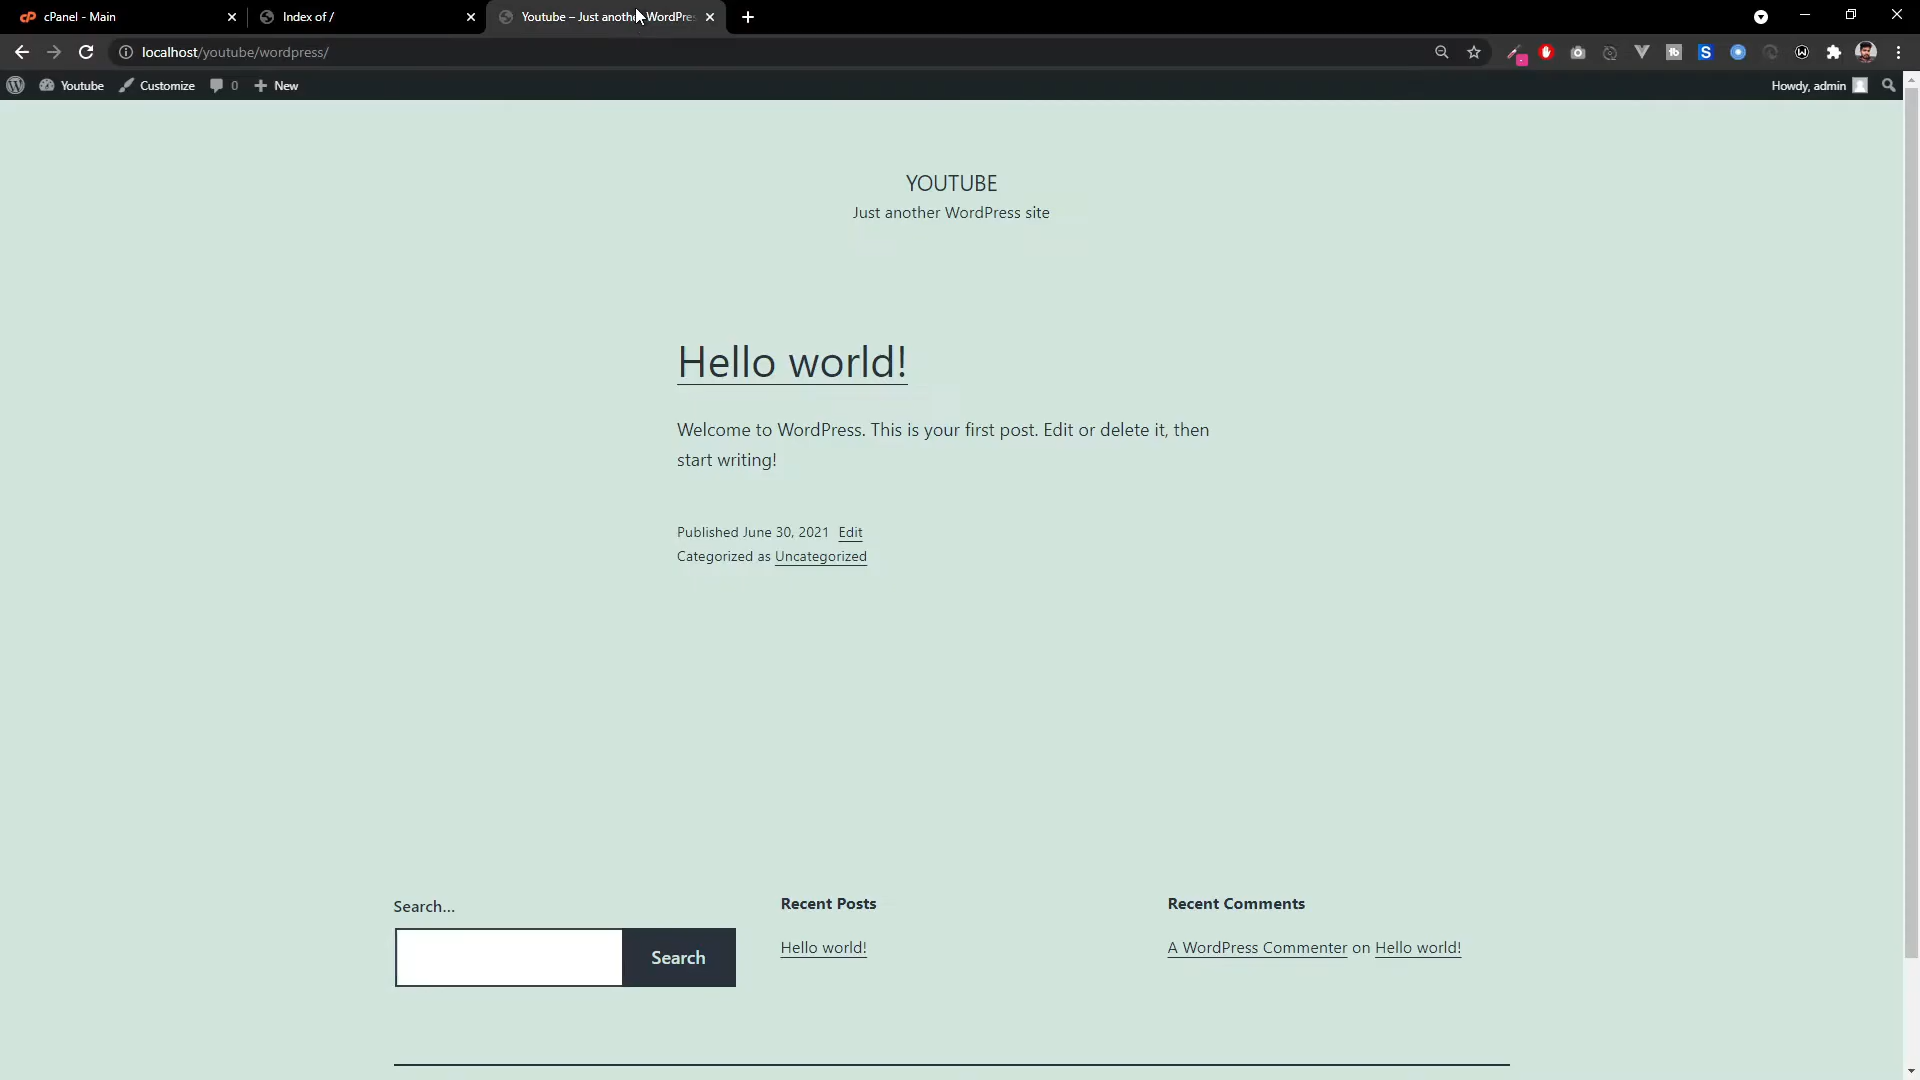 cPanel - Main
Index of /
Youtube – Just another WordPres
localhost/youtube/wordpress/
Youtube
Customize
0
New
Howdy, admin
YOUTUBE
Just another WordPress site
Hello world!
Welcome to WordPress. This is your first post. Edit or delete it, then
start writing!
Published June 30, 2021 Edit
Categorized as Uncategorized
Search...
Search
Recent Posts
Hello world!
Recent Comments
A WordPress Commenter on Hello world!